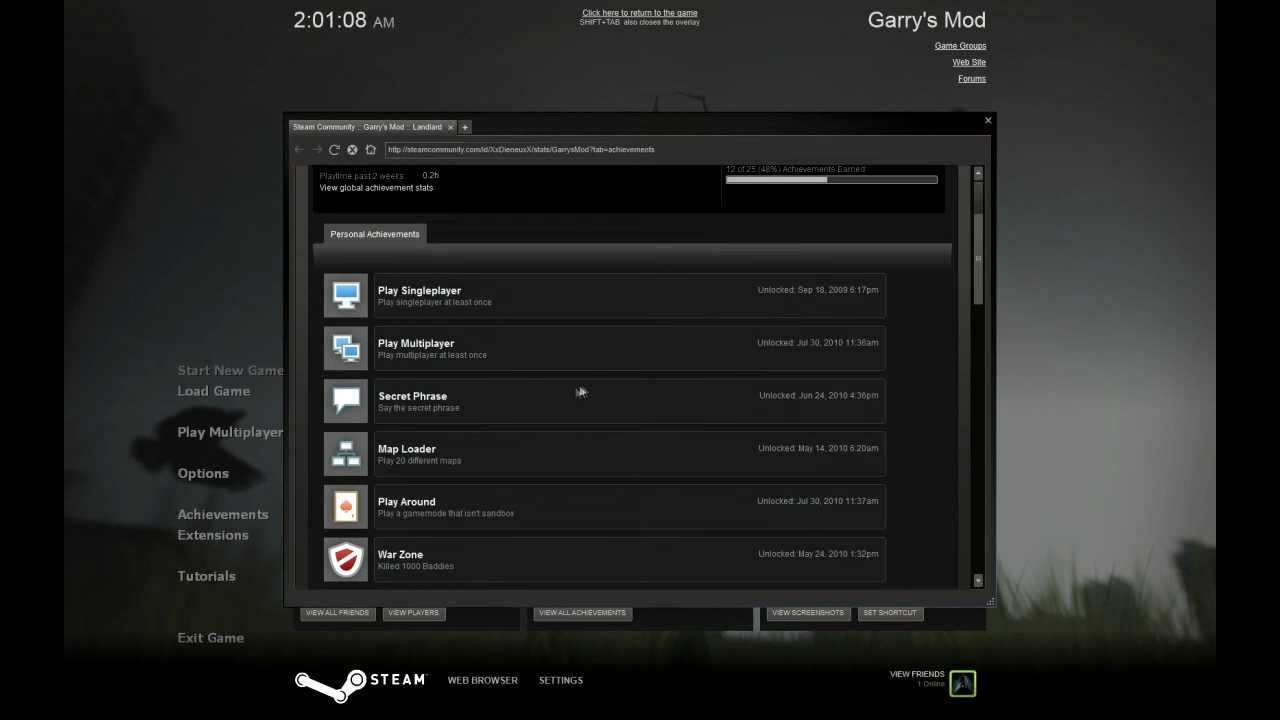 2:01:08 AM
Click here to return to the game
SHIFT+TAB also closes the overlay
Garry's Mod
Game Groups
Web Site
Forums
Steam Community :: Garry's Mod :: Landlard
http://steamcommunity.com/id/XxDieneuxX/stats/GarrysMod?tab=achievements
Playtime past 2 weeks 0.2h
View global achievement stats
12 of 25 (48%) Achievements Earned:
Personal Achievements
Play Singleplayer
Play singleplayer at least once
Unlocked: Sep 18, 2009 6:17pm
Play Multiplayer
Play multiplayer at least once
Unlocked: Jul 30, 2010 11:36am
Secret Phrase
Say the secret phrase
Unlocked: Jun 24, 2010 4:36pm
Map Loader
Play 20 different maps
Unlocked: May 14, 2010 6:20am
Play Around
Play a gamemode that isn't sandbox
Unlocked: Jul 30, 2010 11:37am
War Zone
Killed 1000 Baddies
Unlocked: May 24, 2010 1:32pm
Start New Game
Load Game
Play Multiplayer
Options
Achievements
Extensions
Tutorials
Exit Game
VIEW ALL FRIENDS
VIEW PLAYERS
VIEW ALL ACHIEVEMENTS
VIEW SCREENSHOTS
SET SHORTCUT
STEAM
WEB BROWSER
SETTINGS
VIEW FRIENDS
1 Online